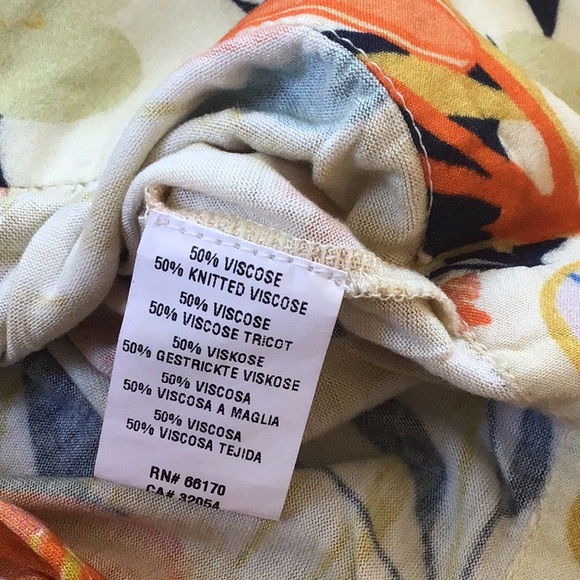 50% VISCOSE
50% KNITTED VISCOSE
50% VISCOSE
50% VISCOSE TRICOT
50% VISKOSE
50% GESTRICKTE VISKOSE
50% VISCOSA
50% VISCOSA A MAGLIA
50% VISCOSA
50% VISCOSA TEJIDA
RN# 66170
CA# 32054